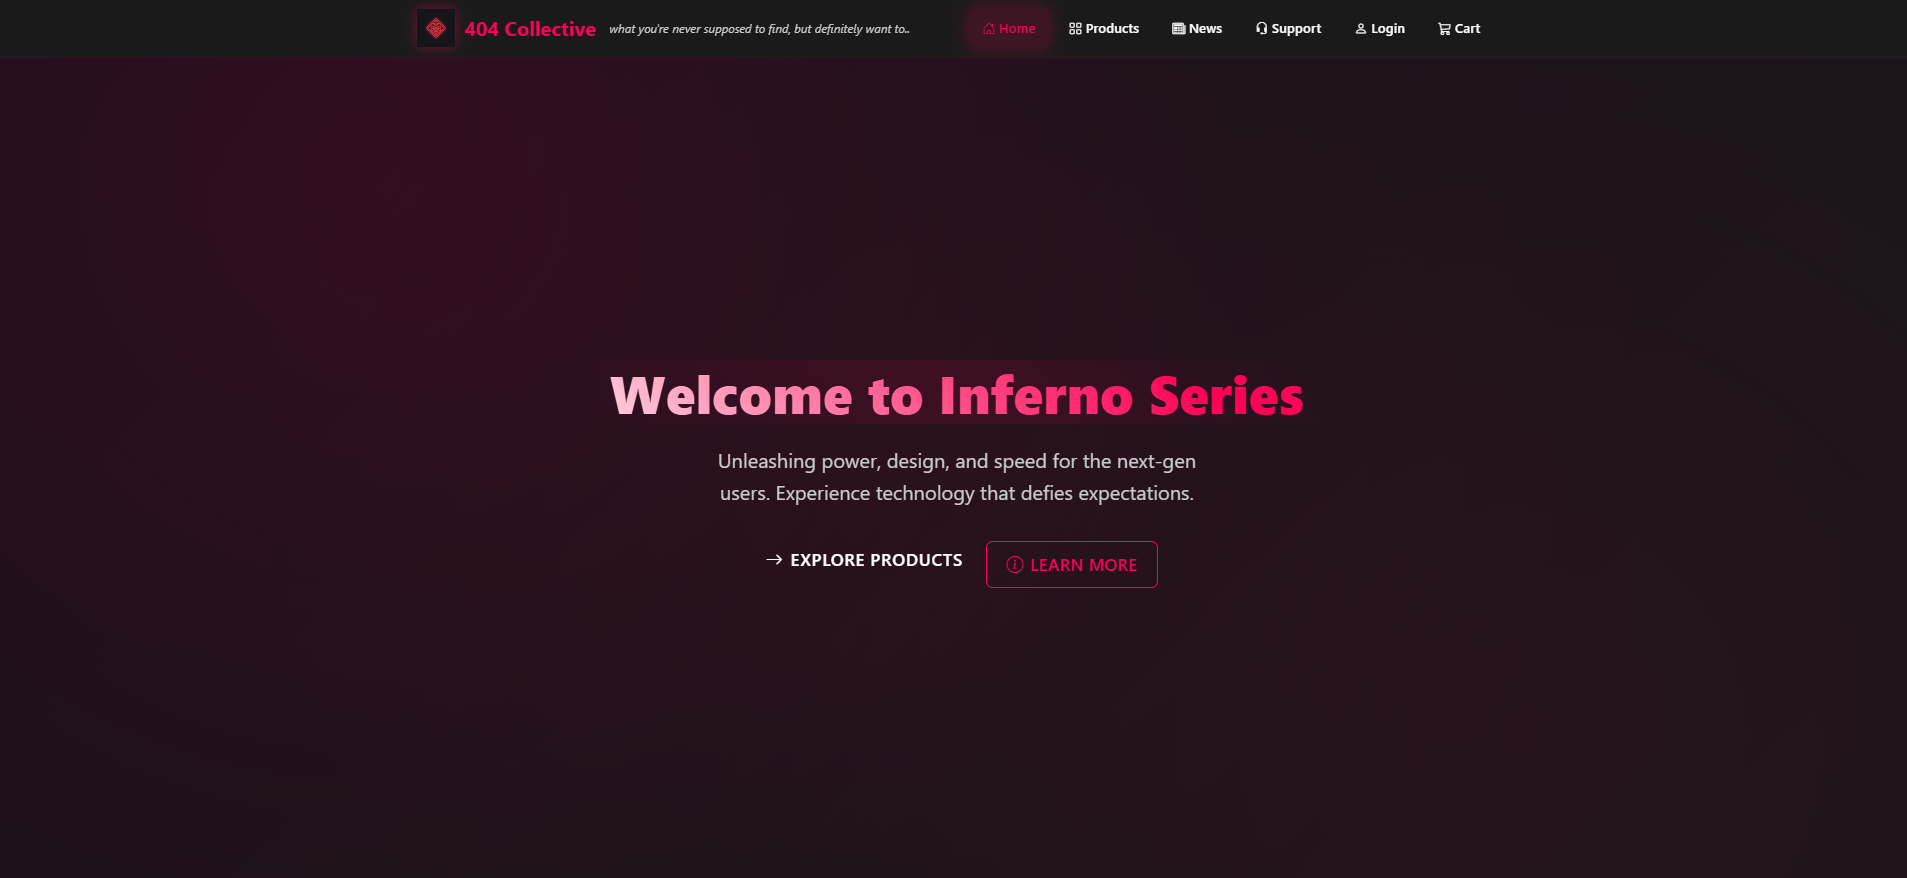 404 Collective
what you're never supposed to find, but definitely want to..
Home
Products
News
Support
Login
Cart
Welcome to Inferno Series
Unleashing power, design, and speed for the next-gen
users. Experience technology that defies expectations.
EXPLORE PRODUCTS
LEARN MORE